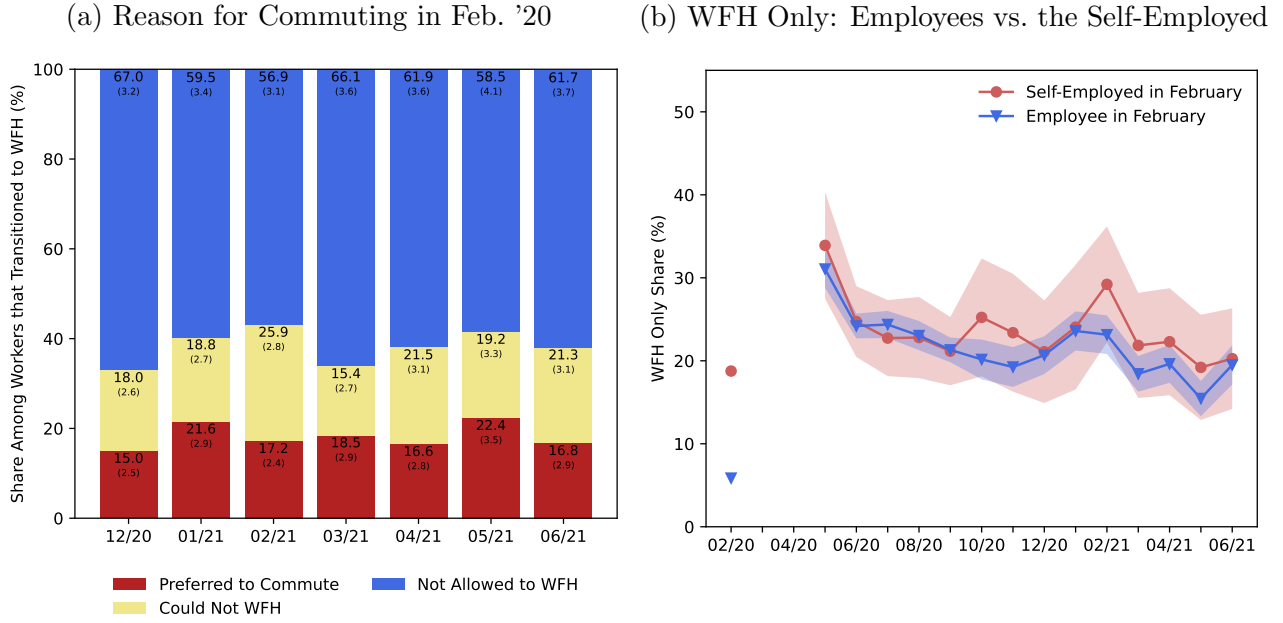 (a) Reason for Commuting in Feb. ’20
Share Among Workers that Transitioned to WFH (%)
100
80
60
40
20
0
67.0 59.5 56.9 66.1 61.9 58.5 61.7
(3.2) (3.4) (3.1) (3.6) (3.6) (4.1) (3.7)
18.0 18.8 25.9 15.4 21.5 19.2 21.3
(2.6) (2.7) (2.8) (2.7) (3.1) (3.3) (3.1)
15.0 21.6 17.2 18.5 16.6 22.4 16.8
(2.5) (2.9) (2.4) (2.9) (2.8) (3.5) (2.9)
12/20 01/21 02/21 03/21 04/21 05/21 06/21
Preferred to Commute
Could Not WFH
Not Allowed to WFH
(b) WFH Only: Employees vs. the Self-Employed
WFH Only Share (%)
50
40
30
20
10
0
Self-Employed in February
Employee in February
02/20 04/20 06/20 08/20 10/20 12/20 02/21 04/21 06/21